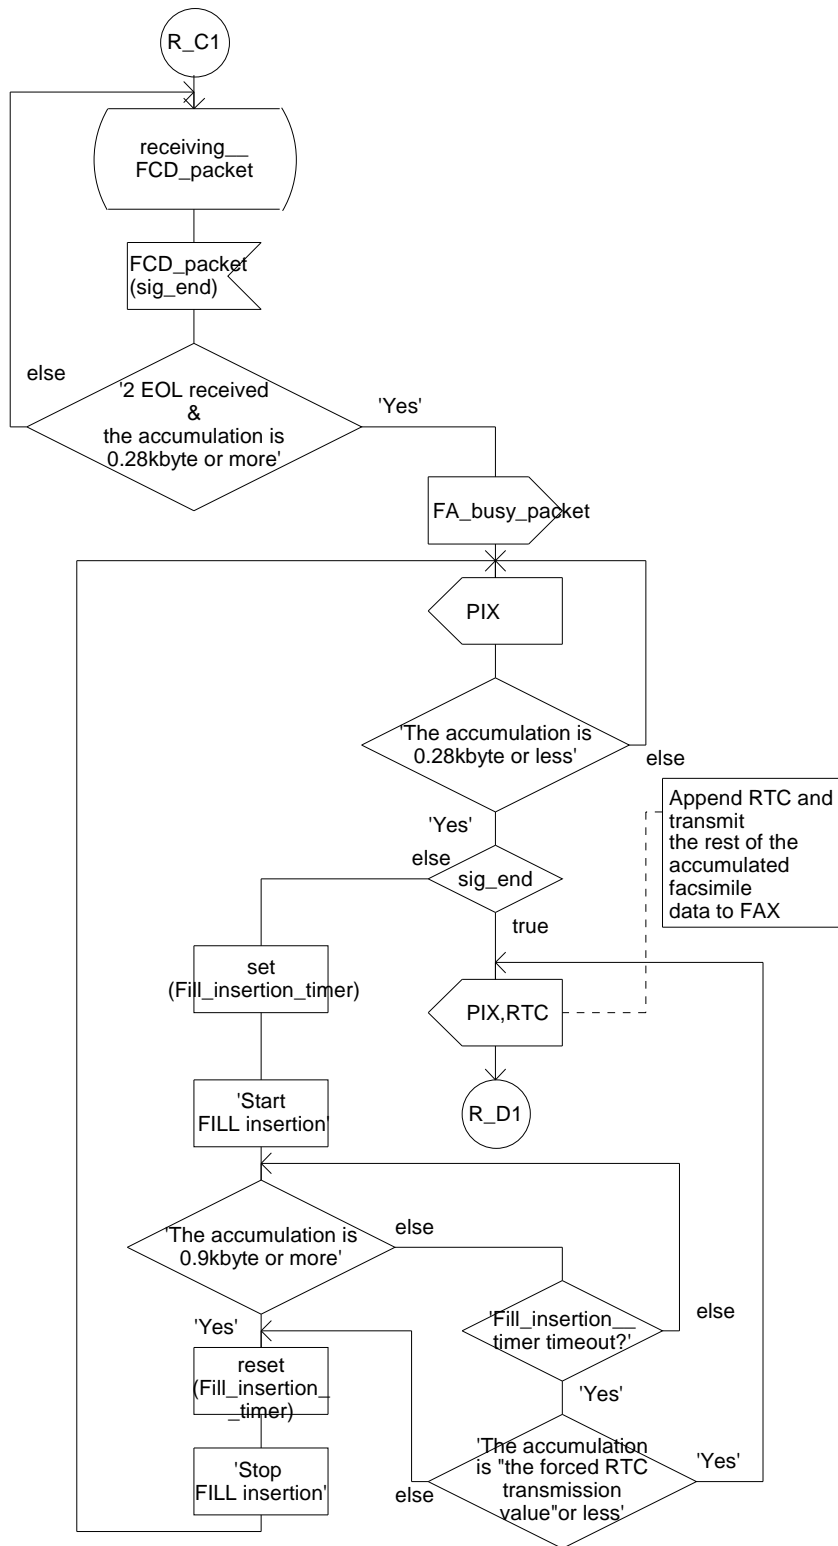 R_C1
receiving__
FCD_packet
FCD_packet
(sig_end)
else
'2 EOL received
&
the accumulation is
0.28kbyte or more'
'Yes'
FA_busy_packet
PIX
'The accumulation is
0.28kbyte or less'
else
'Yes'
Append RTC and
transmit
the rest of the
accumulated
facsimile
data to FAX
else
sig_end
true
set
(Fill_insertion_timer)
PIX,RTC
'Start
FILL insertion'
R_D1
'The accumulation is
0.9kbyte or more'
else
'Yes'
'Fill_insertion__
timer timeout?'
else
'Yes'
reset
(Fill_insertion_
_timer)
'Stop
FILL insertion'
'The accumulation
is "the forced RTC
transmission
value"or less'
'Yes'
else